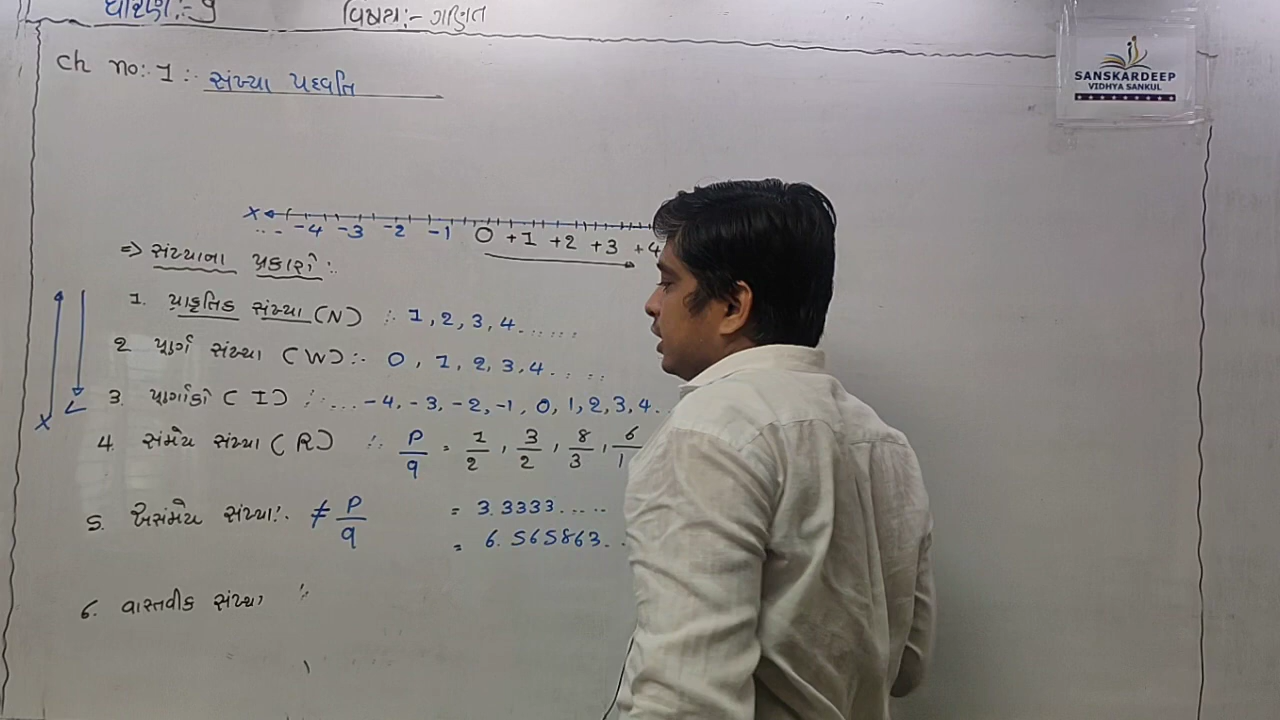 ધોરણ:- 9 વિષય:- ગણિત
SANSKARDEEP
VIDHYA SANKUL
Ch no:- 1 :- સંખ્યા પદ્ધતિ
X ... -4 -3 -2 -1 0 +1 +2 +3 +4
⇒ સંખ્યાના પ્રકારો :-
1. પ્રાકૃતિક સંખ્યા (N) :- 1, 2, 3, 4......
2 પૂર્ણ સંખ્યા (W) :- 0, 1, 2, 3, 4......
3. પૂર્ણાંકો (I) :- ... -4, -3, -2, -1, 0, 1, 2, 3, 4..
X
4. સંમેય સંખ્યા (R) :- P/q = 1/2, 3/2, 8/3, 6/1
5. અસંમેય સંખ્યા :- ≠ P/q = 3.3333.....
= 6.565863...
6. વાસ્તવીક સંખ્યા :-